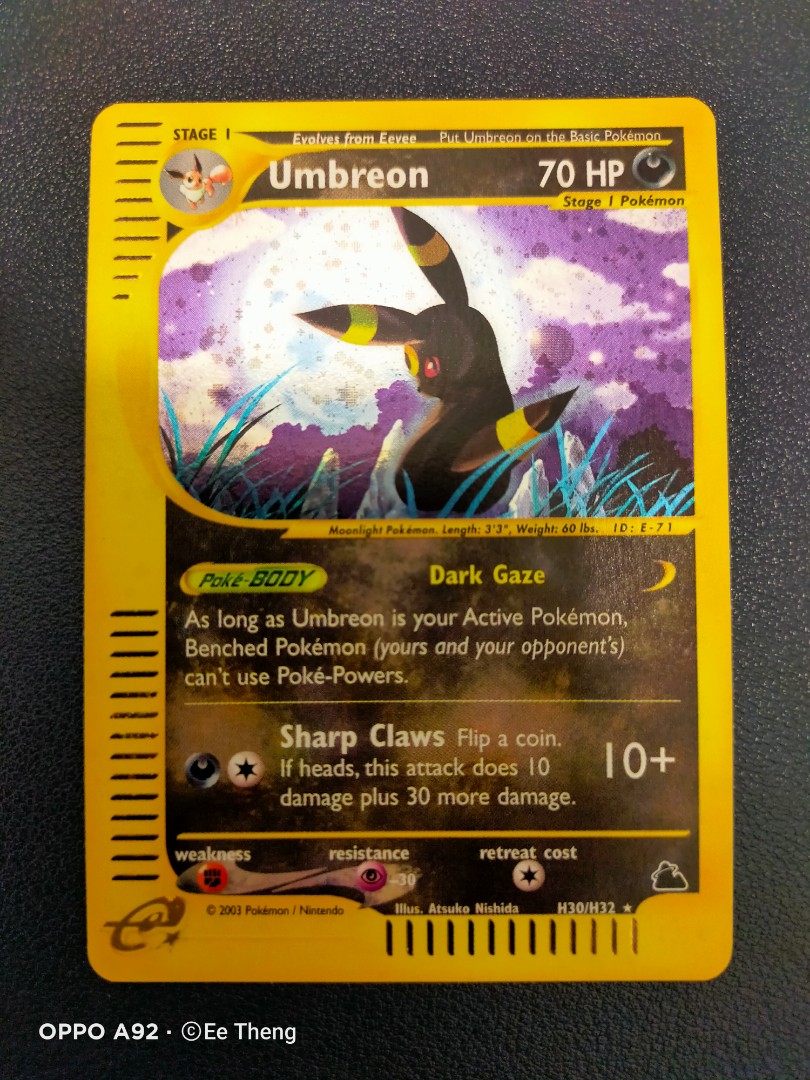 STAGE 1
Evolves from Eevee Put Umbreon on the Basic Pokémon
Umbreon 70 HP
Stage 1 Pokémon
Moonlight Pokémon. Length: 3'3", Weight: 60 lbs. ID: E-71
Poké-BODY Dark Gaze
As long as Umbreon is your Active Pokémon,
Benched Pokémon (yours and your opponent's)
can't use Poké-Powers.
Sharp Claws Flip a coin.
If heads, this attack does 10
damage plus 30 more damage.
10+
weakness resistance retreat cost
-30
© 2003 Pokémon / Nintendo Illus. Atsuko Nishida H30/H32 ★
e
OPPO A92 · ©Ee Theng